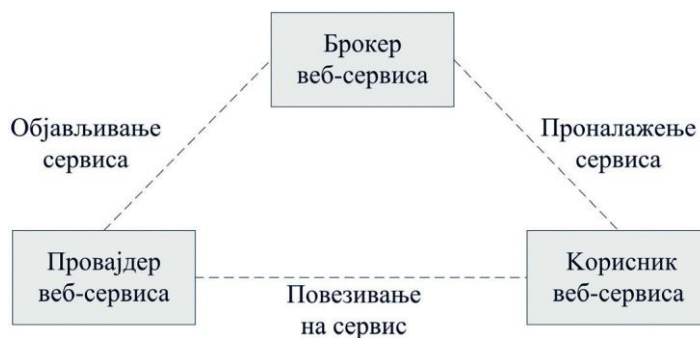 Брокер
веб-сервиса
Објављивање
сервиса
Проналажење
сервиса
Провајдер
веб-сервиса
Корисник
веб-сервиса
Повезивање
на сервис